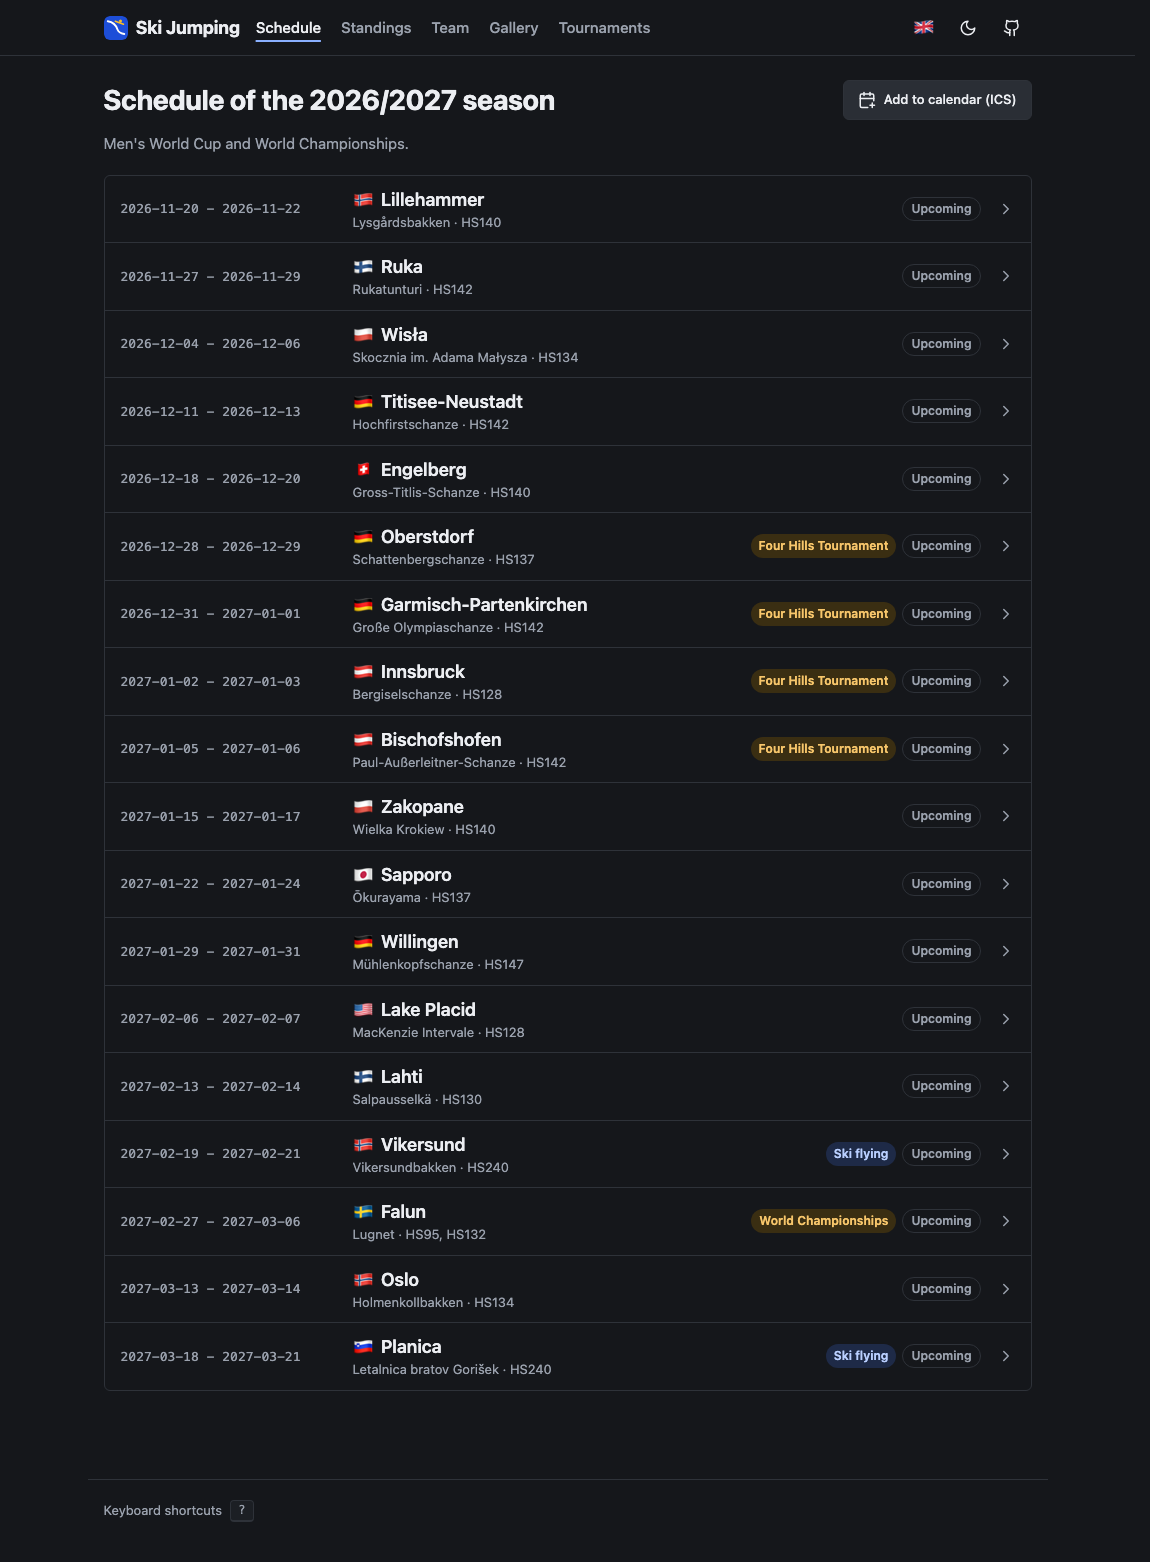 Ski Jumping Schedule Standings Team Gallery Tournaments
Schedule of the 2026/2027 season
Add to calendar (ICS)
Men's World Cup and World Championships.
2026-11-20 – 2026-11-22
Lillehammer
Lysgårdsbakken · HS140
Upcoming
2026-11-27 – 2026-11-29
Ruka
Rukatunturi · HS142
Upcoming
2026-12-04 – 2026-12-06
Wisła
Skocznia im. Adama Małysza · HS134
Upcoming
2026-12-11 – 2026-12-13
Titisee-Neustadt
Hochfirstschanze · HS142
Upcoming
2026-12-18 – 2026-12-20
Engelberg
Gross-Titlis-Schanze · HS140
Upcoming
2026-12-28 – 2026-12-29
Oberstdorf
Schattenbergschanze · HS137
Four Hills Tournament Upcoming
2026-12-31 – 2027-01-01
Garmisch-Partenkirchen
Große Olympiaschanze · HS142
Four Hills Tournament Upcoming
2027-01-02 – 2027-01-03
Innsbruck
Bergiselschanze · HS128
Four Hills Tournament Upcoming
2027-01-05 – 2027-01-06
Bischofshofen
Paul-Außerleitner-Schanze · HS142
Four Hills Tournament Upcoming
2027-01-15 – 2027-01-17
Zakopane
Wielka Krokiew · HS140
Upcoming
2027-01-22 – 2027-01-24
Sapporo
Ōkurayama · HS137
Upcoming
2027-01-29 – 2027-01-31
Willingen
Mühlenkopfschanze · HS147
Upcoming
2027-02-06 – 2027-02-07
Lake Placid
MacKenzie Intervale · HS128
Upcoming
2027-02-13 – 2027-02-14
Lahti
Salpausselkä · HS130
Upcoming
2027-02-19 – 2027-02-21
Vikersund
Vikersundbakken · HS240
Ski flying Upcoming
2027-02-27 – 2027-03-06
Falun
Lugnet · HS95, HS132
World Championships Upcoming
2027-03-13 – 2027-03-14
Oslo
Holmenkollbakken · HS134
Upcoming
2027-03-18 – 2027-03-21
Planica
Letalnica bratov Gorišek · HS240
Ski flying Upcoming
Keyboard shortcuts ?